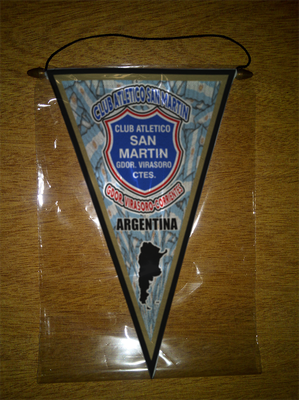 CLUB ATLETICO SAN MARTIN
CLUB ATLETICO
SAN
MARTIN
GDOR. VIRASORO
CTES.
GDOR. VIRASORO CORRIENTES
ARGENTINA